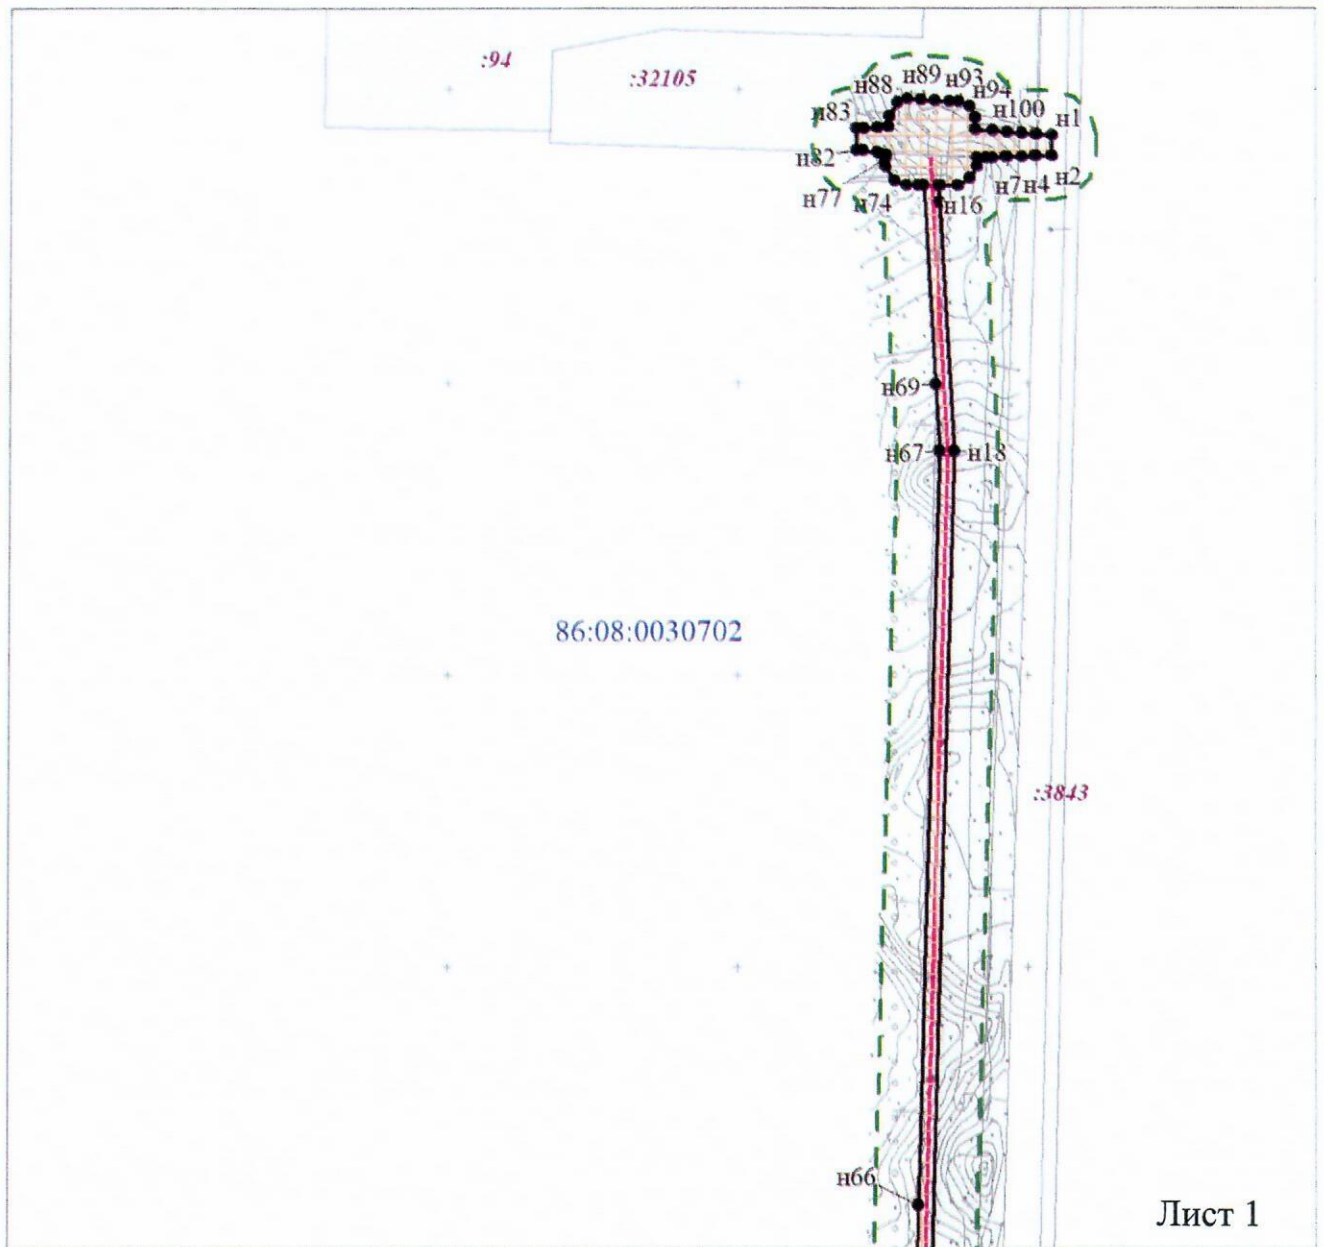 :94
:32105
н89
н93
н88
н94
н100
н83
н1
н82
н7
н4
н2
н77
н74
н16
н69
н67
н18
86:08:0030702
:3843
н66
Лист 1